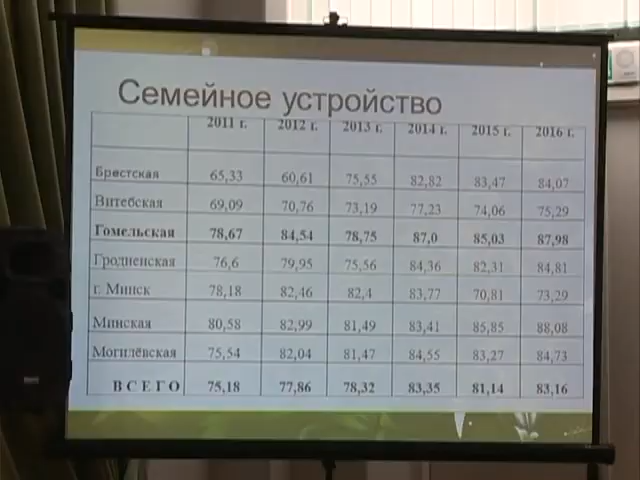 Семейное устройство
2011 г. 2012 г. 2013 г. 2014 г. 2015 г. 2016 г.
Брестская 65,33 60,61 75,55 82,82 83,47 84,07
Витебская 69,09 70,76 73,19 77,23 74,06 75,29
Гомельская 78,67 84,54 78,75 87,0 85,03 87,98
Гродненская 76,6 79,95 75,56 84,36 82,31 84,81
г. Минск 78,18 82,46 82,4 83,77 70,81 73,29
Минская 80,58 82,99 81,49 83,41 85,85 88,08
Могилёвская 75,54 82,04 81,47 84,55 83,27 84,73
В С Е Г О 75,18 77,86 78,32 83,35 81,14 83,16